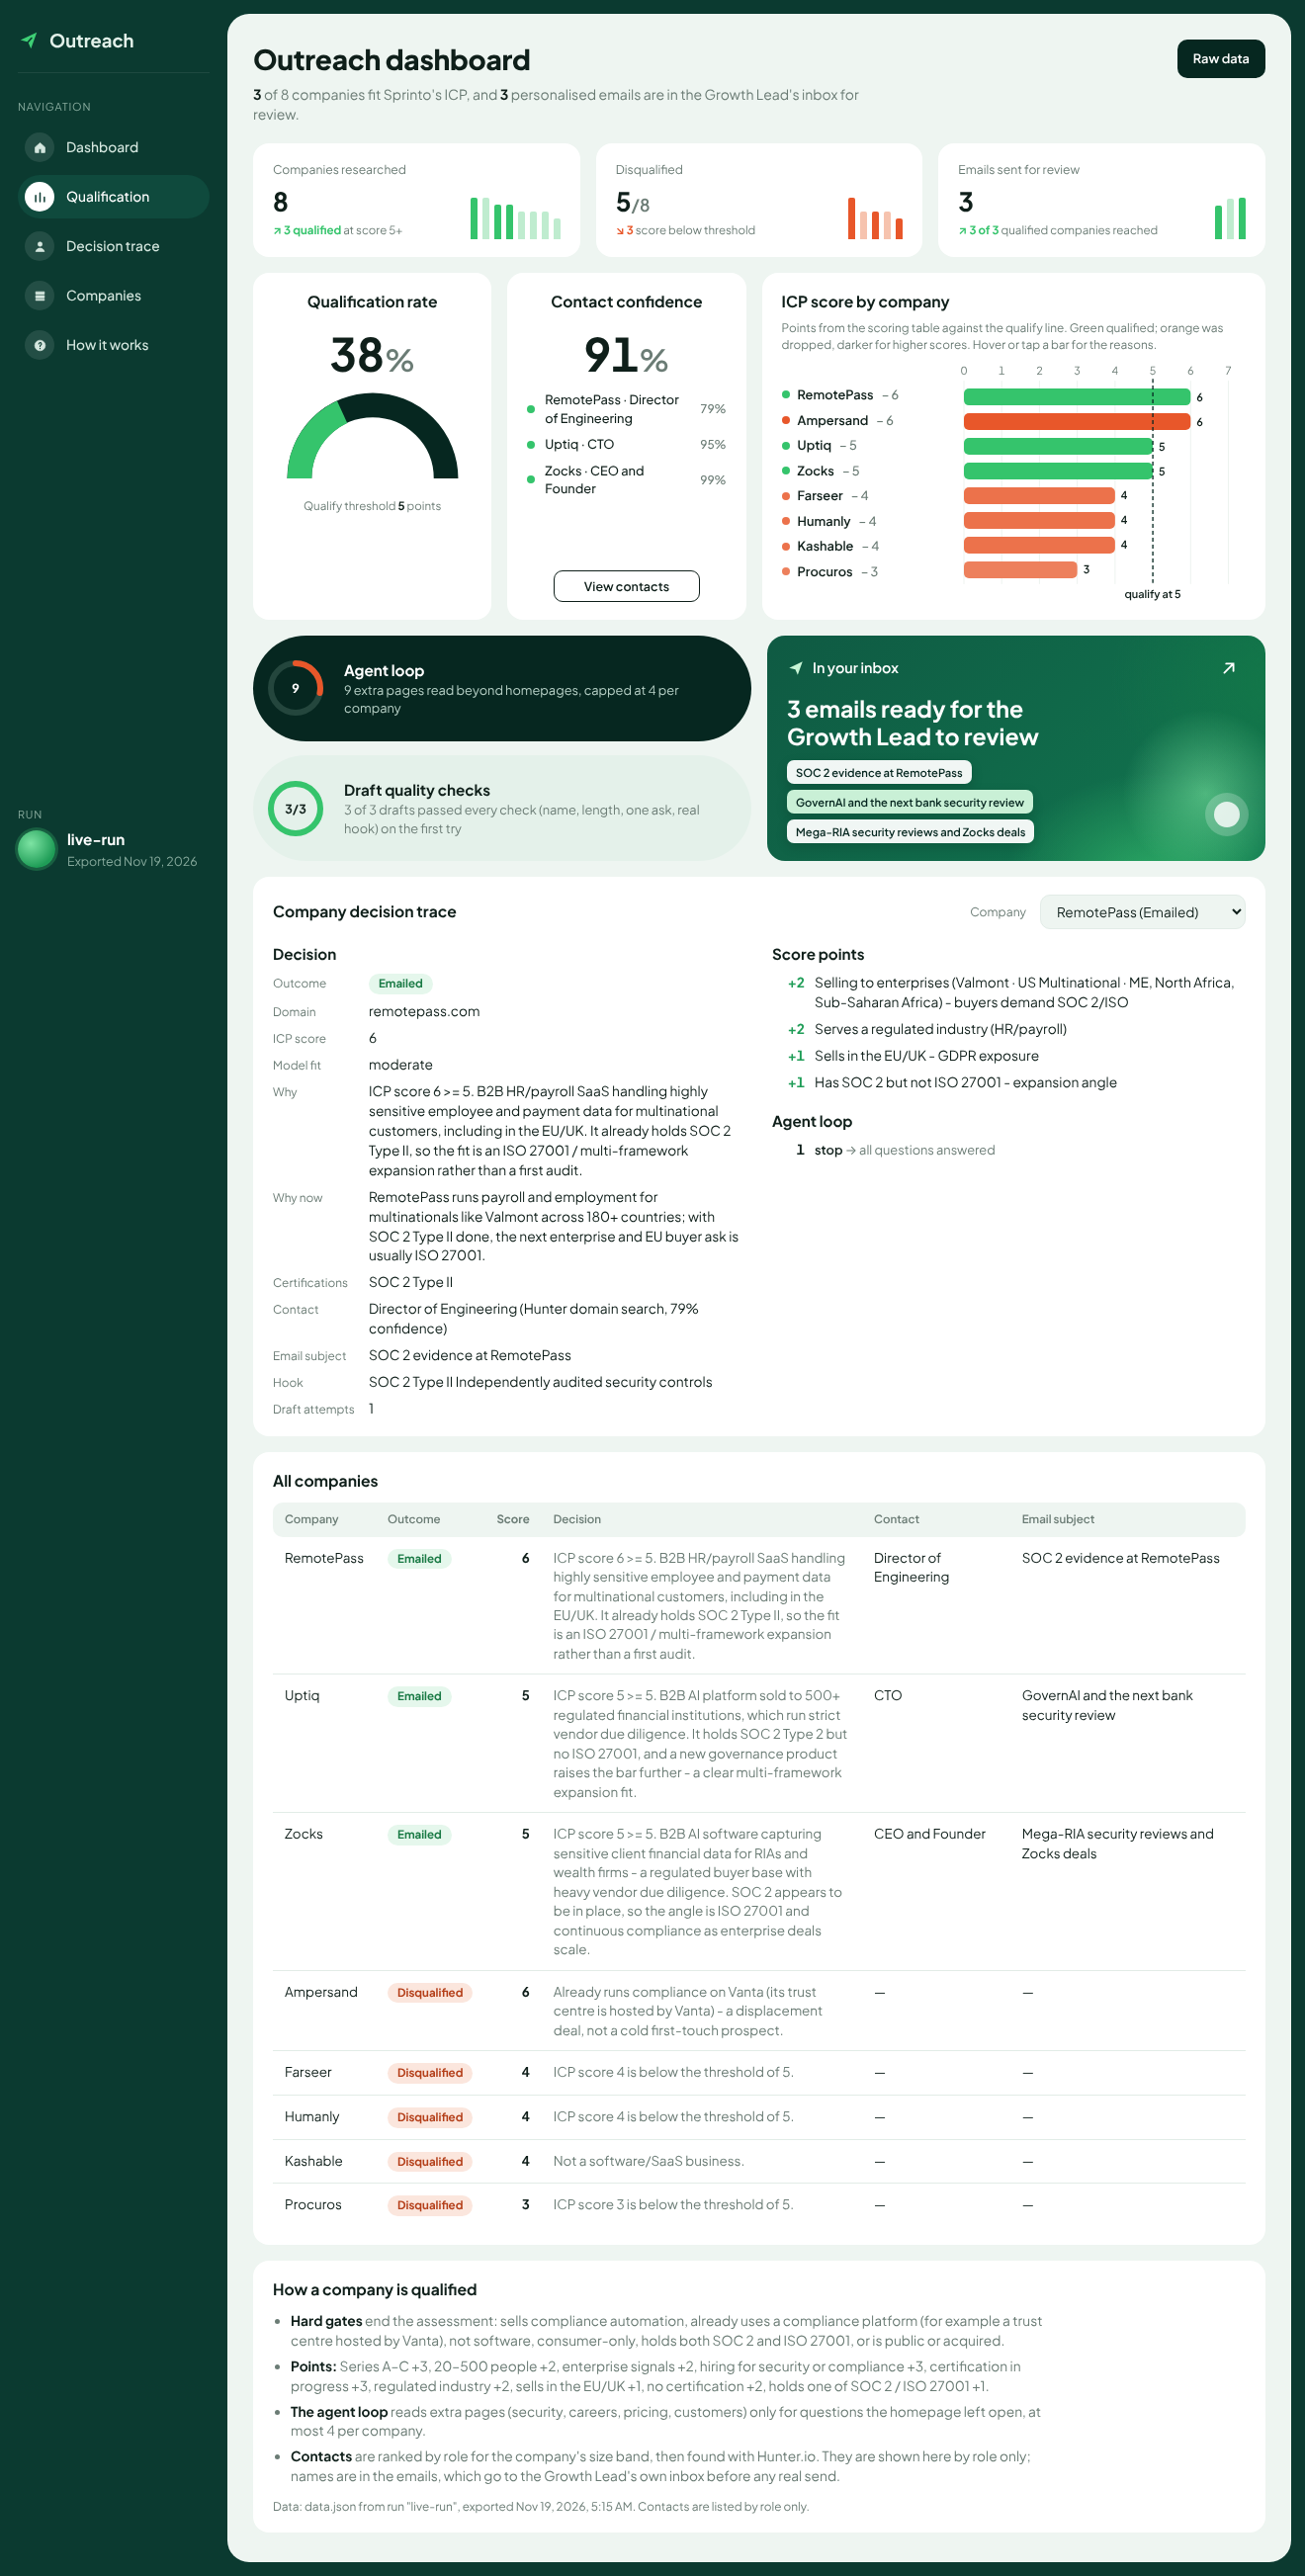 Outreach
NAVIGATION
Dashboard
Qualification
Decision trace
Companies
How it works
RUN
live-run
Exported Nov 19, 2026
Outreach dashboard
Raw data
3 of 8 companies fit Sprinto's ICP, and 3 personalised emails are in the Growth Lead's inbox for
review.
Companies researched
8
↗ 3 qualified at score 5+
Disqualified
5/8
↘ 3 score below threshold
Emails sent for review
3
↗ 3 of 3 qualified companies reached
Qualification rate
38%
Qualify threshold 5 points
Contact confidence
91%
RemotePass · Director
of Engineering
79%
Uptiq · CTO
95%
Zocks · CEO and
Founder
99%
View contacts
ICP score by company
Points from the scoring table against the qualify line. Green qualified; orange was
dropped, darker for higher scores. Hover or tap a bar for the reasons.
0 1 2 3 4 5 6 7
RemotePass – 6
6
Ampersand – 6
6
Uptiq – 5
5
Zocks – 5
5
Farseer – 4
4
Humanly – 4
4
Kashable – 4
4
Procuros – 3
3
qualify at 5
9
Agent loop
9 extra pages read beyond homepages, capped at 4 per
company
3/3
Draft quality checks
3 of 3 drafts passed every check (name, length, one ask, real
hook) on the first try
In your inbox
3 emails ready for the
Growth Lead to review
SOC 2 evidence at RemotePass
GovernAI and the next bank security review
Mega-RIA security reviews and Zocks deals
Company decision trace
Company
RemotePass (Emailed)
Decision
Outcome
Emailed
Domain
remotepass.com
ICP score
6
Model fit
moderate
Why
ICP score 6 >= 5. B2B HR/payroll SaaS handling highly
sensitive employee and payment data for multinational
customers, including in the EU/UK. It already holds SOC 2
Type II, so the fit is an ISO 27001 / multi-framework
expansion rather than a first audit.
Why now
RemotePass runs payroll and employment for
multinationals like Valmont across 180+ countries; with
SOC 2 Type II done, the next enterprise and EU buyer ask is
usually ISO 27001.
Certifications
SOC 2 Type II
Contact
Director of Engineering (Hunter domain search, 79%
confidence)
Email subject
SOC 2 evidence at RemotePass
Hook
SOC 2 Type II Independently audited security controls
Draft attempts
1
Score points
+2 Selling to enterprises (Valmont · US Multinational · ME, North Africa,
Sub-Saharan Africa) - buyers demand SOC 2/ISO
+2 Serves a regulated industry (HR/payroll)
+1 Sells in the EU/UK - GDPR exposure
+1 Has SOC 2 but not ISO 27001 - expansion angle
Agent loop
1 stop → all questions answered
All companies
Company Outcome Score Decision Contact Email subject
RemotePass
Emailed
6
ICP score 6 >= 5. B2B HR/payroll SaaS handling
highly sensitive employee and payment data
for multinational customers, including in the
EU/UK. It already holds SOC 2 Type II, so the fit
is an ISO 27001 / multi-framework expansion
rather than a first audit.
Director of
Engineering
SOC 2 evidence at RemotePass
Uptiq
Emailed
5
ICP score 5 >= 5. B2B AI platform sold to 500+
regulated financial institutions, which run strict
vendor due diligence. It holds SOC 2 Type 2 but
no ISO 27001, and a new governance product
raises the bar further - a clear multi-framework
expansion fit.
CTO
GovernAI and the next bank
security review
Zocks
Emailed
5
ICP score 5 >= 5. B2B AI software capturing
sensitive client financial data for RIAs and
wealth firms - a regulated buyer base with
heavy vendor due diligence. SOC 2 appears to
be in place, so the angle is ISO 27001 and
continuous compliance as enterprise deals
scale.
CEO and Founder
Mega-RIA security reviews and
Zocks deals
Ampersand
Disqualified
6
Already runs compliance on Vanta (its trust
centre is hosted by Vanta) - a displacement
deal, not a cold first-touch prospect.
— —
Farseer Disqualified 4 ICP score 4 is below the threshold of 5. — —
Humanly Disqualified 4 ICP score 4 is below the threshold of 5. — —
Kashable Disqualified 4 Not a software/SaaS business. — —
Procuros Disqualified 3 ICP score 3 is below the threshold of 5. — —
How a company is qualified
• Hard gates end the assessment: sells compliance automation, already uses a compliance platform (for example a trust
centre hosted by Vanta), not software, consumer-only, holds both SOC 2 and ISO 27001, or is public or acquired.
• Points: Series A–C +3, 20–500 people +2, enterprise signals +2, hiring for security or compliance +3, certification in
progress +3, regulated industry +2, sells in the EU/UK +1, no certification +2, holds one of SOC 2 / ISO 27001 +1.
• The agent loop reads extra pages (security, careers, pricing, customers) only for questions the homepage left open, at
most 4 per company.
• Contacts are ranked by role for the company's size band, then found with Hunter.io. They are shown here by role only;
names are in the emails, which go to the Growth Lead's own inbox before any real send.
Data: data.json from run "live-run", exported Nov 19, 2026, 5:15 AM. Contacts are listed by role only.